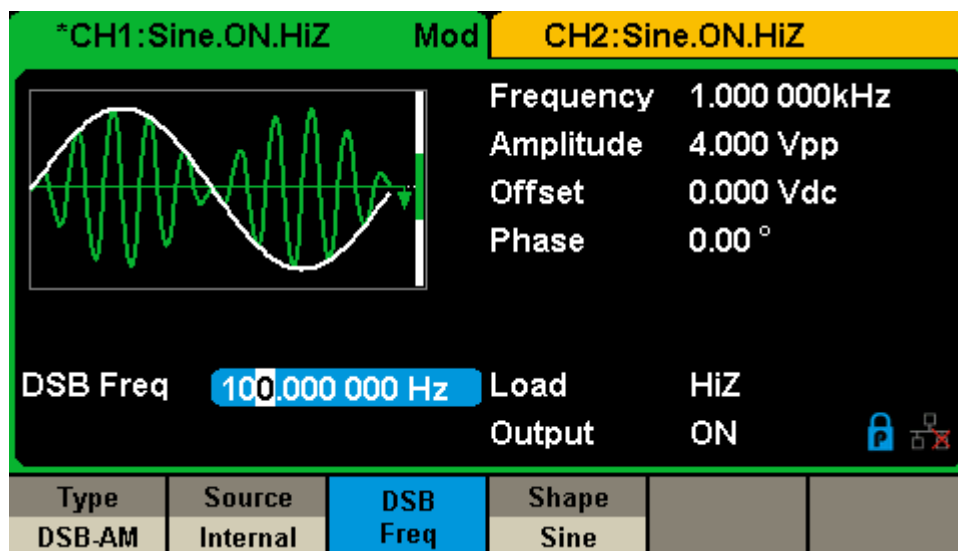 *CH1:Sine.ON.HiZ Mod CH2:Sine.ON.HiZ
Frequency 1.000 000kHz
Amplitude 4.000 Vpp
Offset 0.000 Vdc
Phase 0.00 °
DSB Freq 100.000 000 Hz Load HiZ
Output ON P
Type Source DSB Shape
DSB-AM Internal Freq Sine